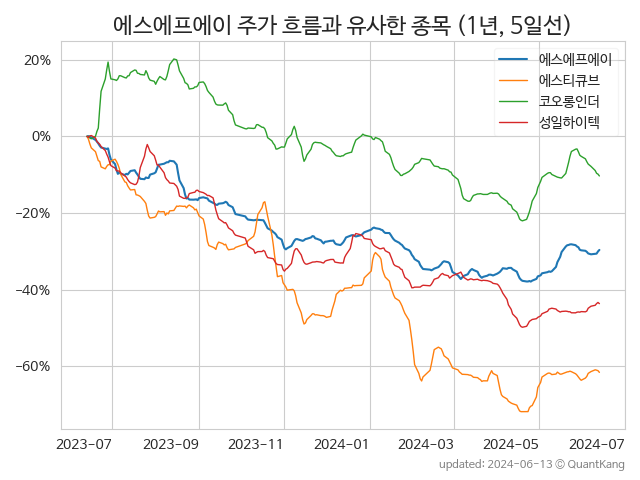 에스에프에이 주가 흐름과 유사한 종목 (1년, 5일선)
에스에프에이
에스티큐브
코오롱인더
성일하이텍
20%
0%
−20%
−40%
−60%
2023-07
2023-09
2023-11
2024-01
2024-03
2024-05
2024-07
updated: 2024-06-13 © QuantKang